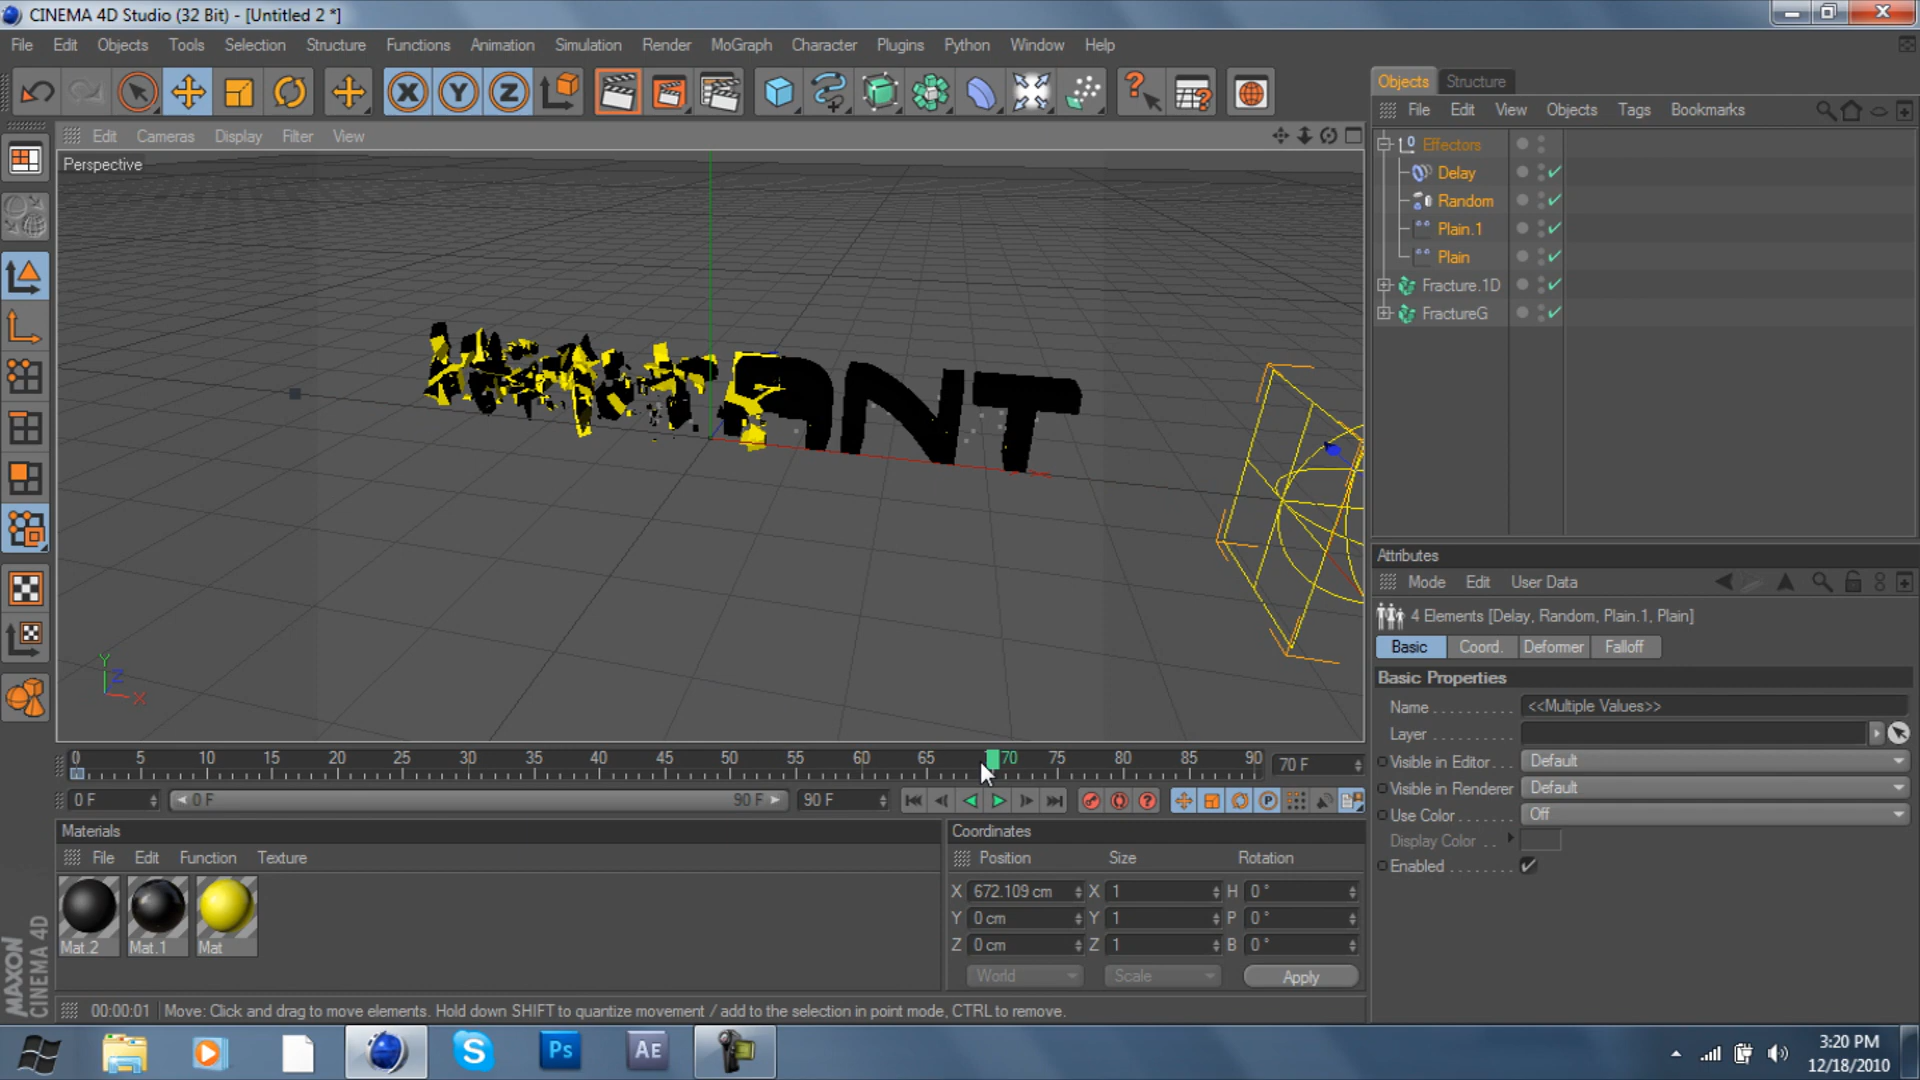 CINEMA 4D Studio (32 Bit) - [Untitled 2 *]
File Edit Objects Tools Selection Structure Functions Animation Simulation Render MoGraph Character Plugins Python Window Help
X Y Z
Objects Structure
File Edit View Objects Tags Bookmarks
Edit Cameras Display Filter View
Perspective
Effectors
Delay
Random
Plain.1
Plain
Fracture.1D
FractureG
ANT
Y Z X
Attributes
Mode Edit User Data
4 Elements [Delay, Random, Plain.1, Plain]
Basic Coord. Deformer Falloff
Basic Properties
Name <<Multiple Values>>
Layer
Visible in Editor Default
Visible in Renderer Default
Use Color Off
Display Color
Enabled
0 5 10 15 20 25 30 35 40 45 50 55 60 65 70 75 80 85 90 70 F
0 F 0 F 90 F 90 F
Materials
File Edit Function Texture
Mat.2 Mat.1 Mat
Coordinates
Position Size Rotation
X 672.109 cm X 1 H 0 °
Y 0 cm Y 1 P 0 °
Z 0 cm Z 1 B 0 °
World Scale Apply
MAXON
CINEMA 4D
00:00:01 Move: Click and drag to move elements. Hold down SHIFT to quantize movement / add to the selection in point mode, CTRL to remove.
Ps AE
3:20 PM
12/18/2010